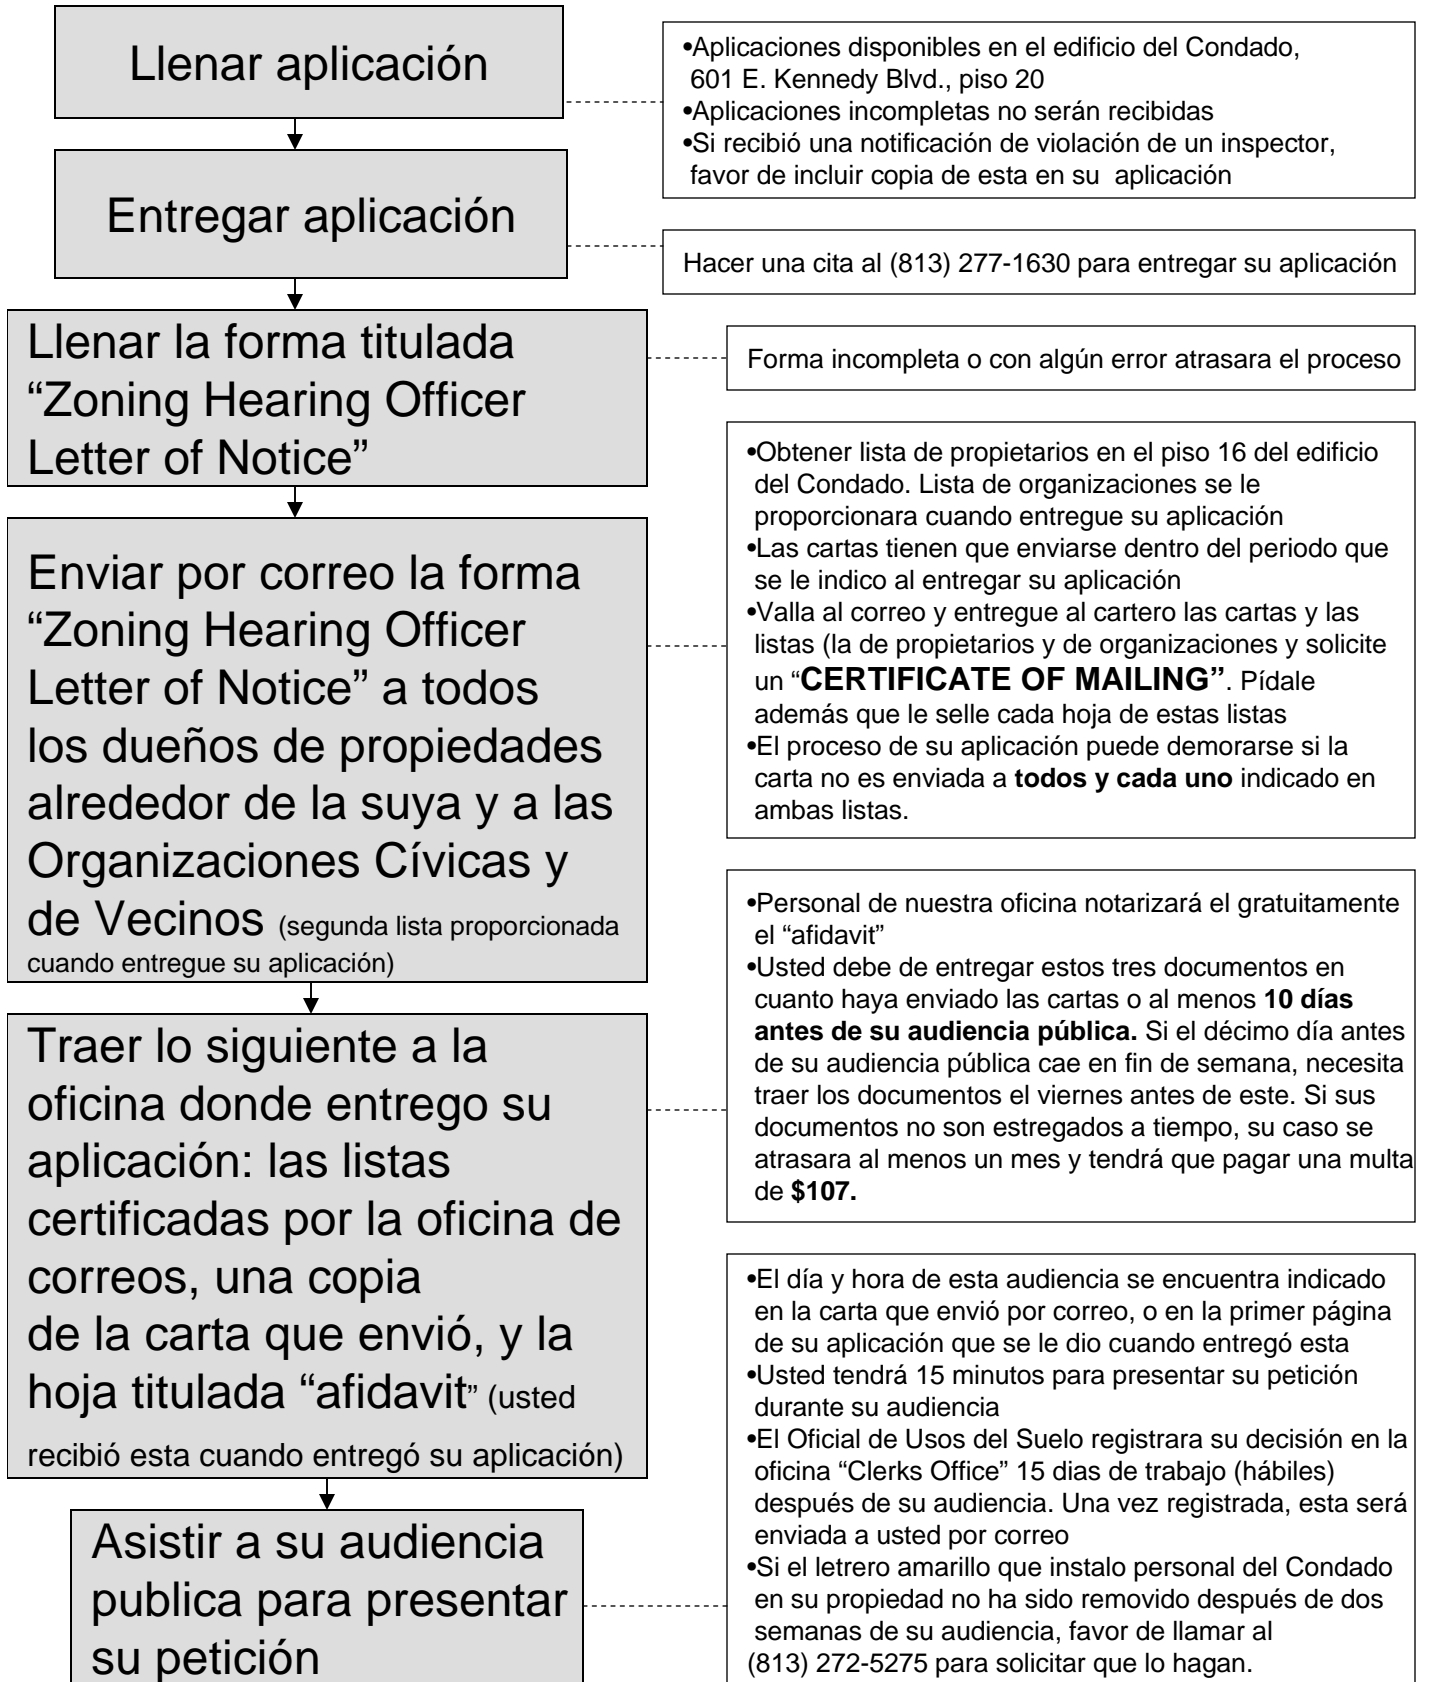 Llenar aplicación
•Aplicaciones disponibles en el edificio del Condado,
601 E. Kennedy Blvd., piso 20
•Aplicaciones incompletas no serán recibidas
•Si recibió una notificación de violación de un inspector,
favor de incluir copia de esta en su aplicación
Entregar aplicación
Hacer una cita al (813) 277-1630 para entregar su aplicación
Llenar la forma titulada
“Zoning Hearing Officer
Letter of Notice”
Forma incompleta o con algún error atrasara el proceso
Enviar por correo la forma
“Zoning Hearing Officer
Letter of Notice” a todos
los dueños de propiedades
alrededor de la suya y a las
Organizaciones Cívicas y
de Vecinos (segunda lista proporcionada
cuando entregue su aplicación)
•Obtener lista de propietarios en el piso 16 del edificio
del Condado. Lista de organizaciones se le
proporcionara cuando entregue su aplicación
•Las cartas tienen que enviarse dentro del periodo que
se le indico al entregar su aplicación
•Valla al correo y entregue al cartero las cartas y las
listas (la de propietarios y de organizaciones y solicite
un “CERTIFICATE OF MAILING”. Pídale
además que le selle cada hoja de estas listas
•El proceso de su aplicación puede demorarse si la
carta no es enviada a todos y cada uno indicado en
ambas listas.
Traer lo siguiente a la
oficina donde entrego su
aplicación: las listas
certificadas por la oficina de
correos, una copia
de la carta que envió, y la
hoja titulada “afidavit” (usted
recibió esta cuando entregó su aplicación)
•Personal de nuestra oficina notarizará el gratuitamente
el “afidavit”
•Usted debe de entregar estos tres documentos en
cuanto haya enviado las cartas o al menos 10 días
antes de su audiencia pública. Si el décimo día antes
de su audiencia pública cae en fin de semana, necesita
traer los documentos el viernes antes de este. Si sus
documentos no son estregados a tiempo, su caso se
atrasara al menos un mes y tendrá que pagar una multa
de $107.
Asistir a su audiencia
publica para presentar
su petición
•El día y hora de esta audiencia se encuentra indicado
en la carta que envió por correo, o en la primer página
de su aplicación que se le dio cuando entregó esta
•Usted tendrá 15 minutos para presentar su petición
durante su audiencia
•El Oficial de Usos del Suelo registrara su decisión en la
oficina “Clerks Office” 15 dias de trabajo (hábiles)
después de su audiencia. Una vez registrada, esta será
enviada a usted por correo
•Si el letrero amarillo que instalo personal del Condado
en su propiedad no ha sido removido después de dos
semanas de su audiencia, favor de llamar al
(813) 272-5275 para solicitar que lo hagan.